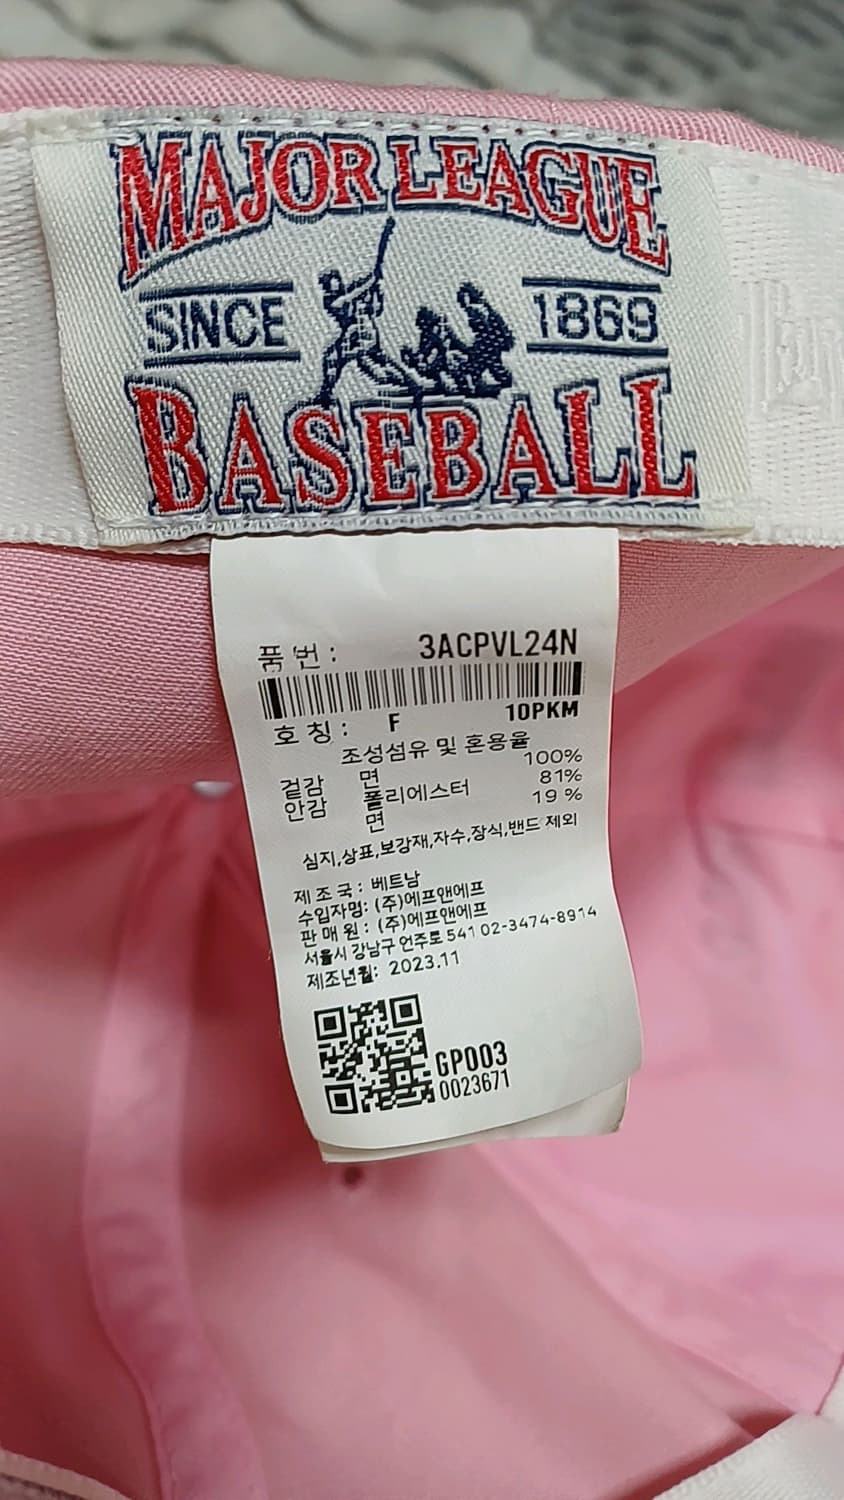 MAJOR LEAGUE
SINCE 1869
BASEBALL
품 번 : 3ACPVL24N
호 칭 : F 10PKM
조성섬유 및 혼용율
겉감 면 100%
안감 폴리에스터 81%
면 19 %
심지,상표,보강재,자수,장식,밴드 제외
제 조 국 : 베트남
수입자명: (주)에프앤에프
판 매 원 : (주)에프앤에프
서울시 강남구 언주로 541 02-3474-8914
제조년월: 2023.11
GP003
0023671